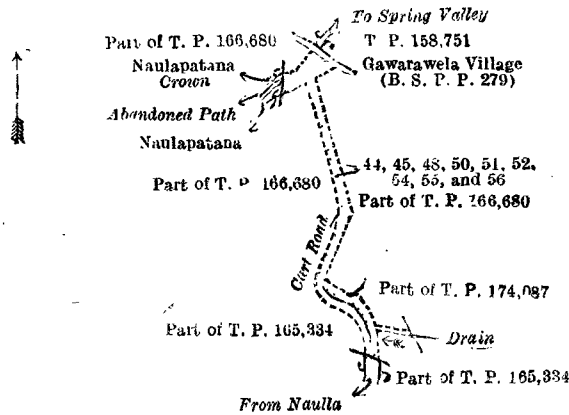 To Spring Valley
Part of T. P. 166,680
T P. 158,751
Naulapatana
Crown
Gawarawela Village
(B. S. P. P. 279)
Abandoned Path
Naulapatana
44, 45, 48, 50, 51, 52,
54, 55, and 56
Part of T. P 166,680
Part of T. P. 166,680
Cart Road
Part of T. P. 174,087
Part of T. P. 165,334
Drain
Part of T. P. 165,334
From Naulla